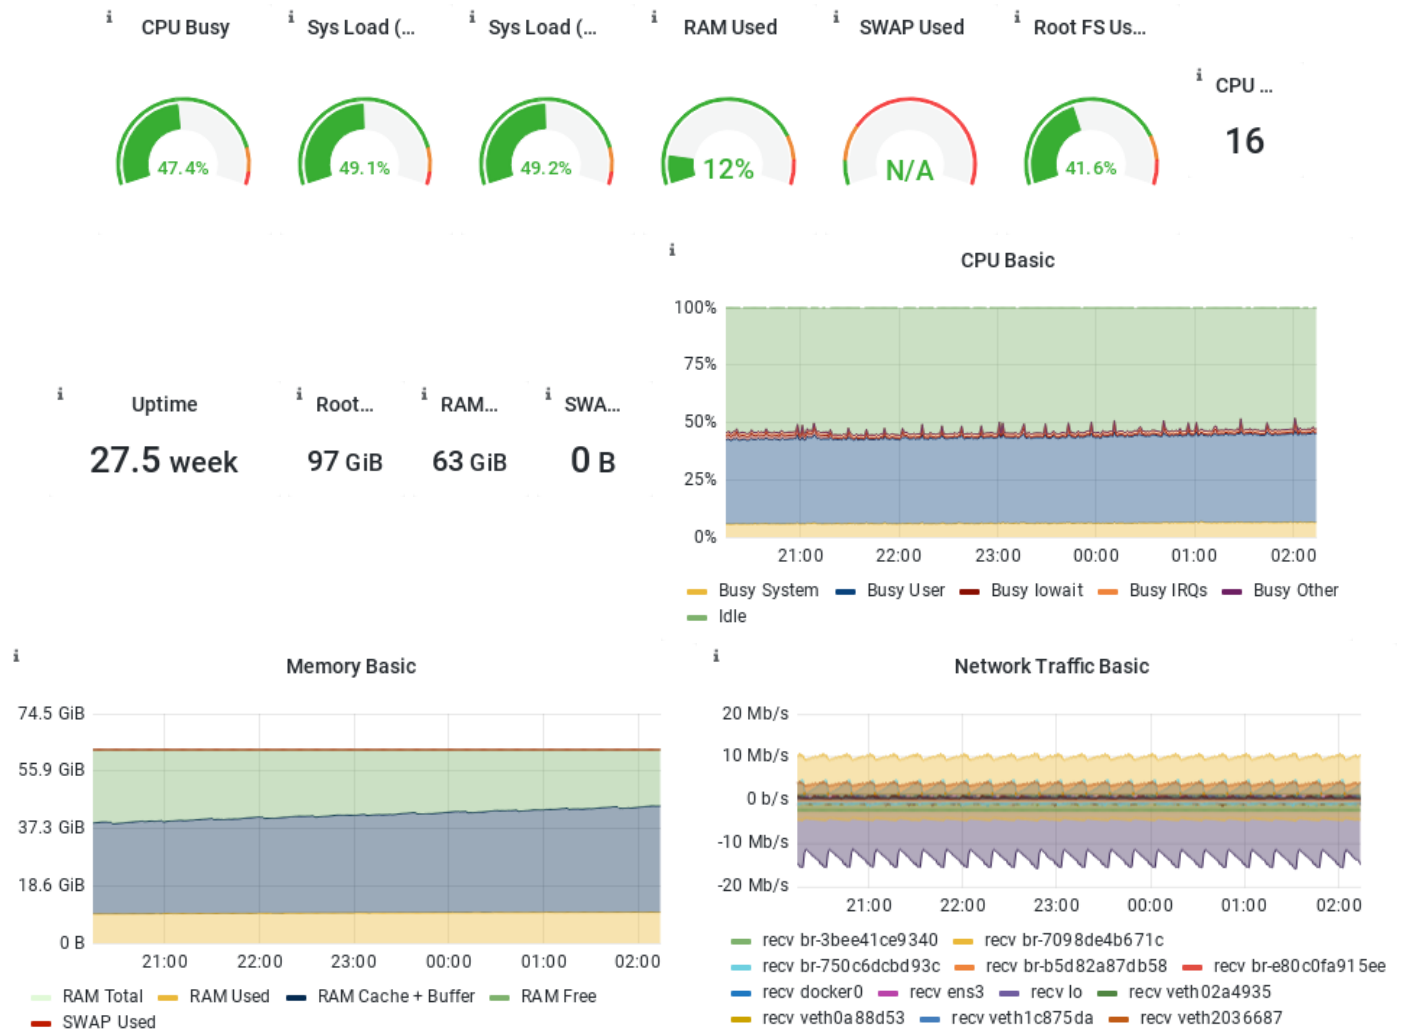 CPU Busy
Sys Load (...
Sys Load (...
RAM Used
SWAP Used
Root FS Us...
CPU ...
47.4%
49.1%
49.2%
12%
N/A
41.6%
16
CPU Basic
100%
75%
50%
25%
0%
21:00 22:00 23:00 00:00 01:00 02:00
Busy System Busy User Busy Iowait Busy IRQs Busy Other
Idle
Uptime
27.5 week
Root...
97 GiB
RAM...
63 GiB
SWA...
0 B
Memory Basic
74.5 GiB
55.9 GiB
37.3 GiB
18.6 GiB
0 B
21:00 22:00 23:00 00:00 01:00 02:00
RAM Total RAM Used RAM Cache + Buffer RAM Free
SWAP Used
Network Traffic Basic
20 Mb/s
10 Mb/s
0 b/s
-10 Mb/s
-20 Mb/s
21:00 22:00 23:00 00:00 01:00 02:00
recv br-3bee41ce9340 recv br-7098de4b671c
recv br-750c6dcbd93c recv br-b5d82a87db58 recv br-e80c0fa915ee
recv docker0 recv ens3 recv lo recv veth02a4935
recv veth0a88d53 recv veth1c875da recv veth2036687